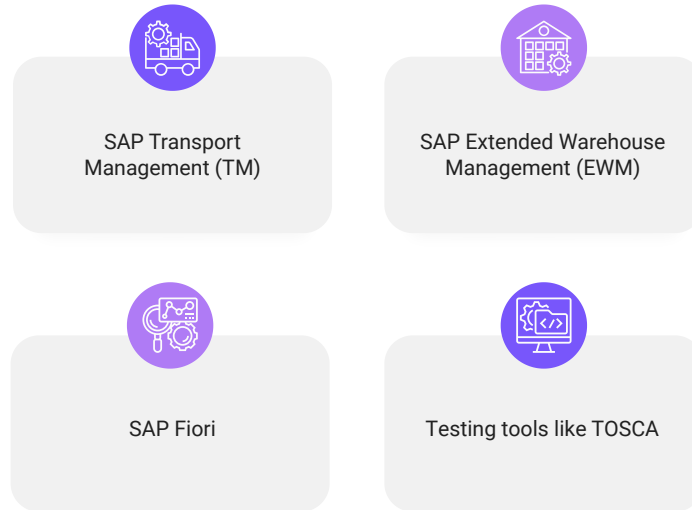 SAP Transport
Management (TM)
SAP Extended Warehouse
Management (EWM)
SAP Fiori
Testing tools like TOSCA